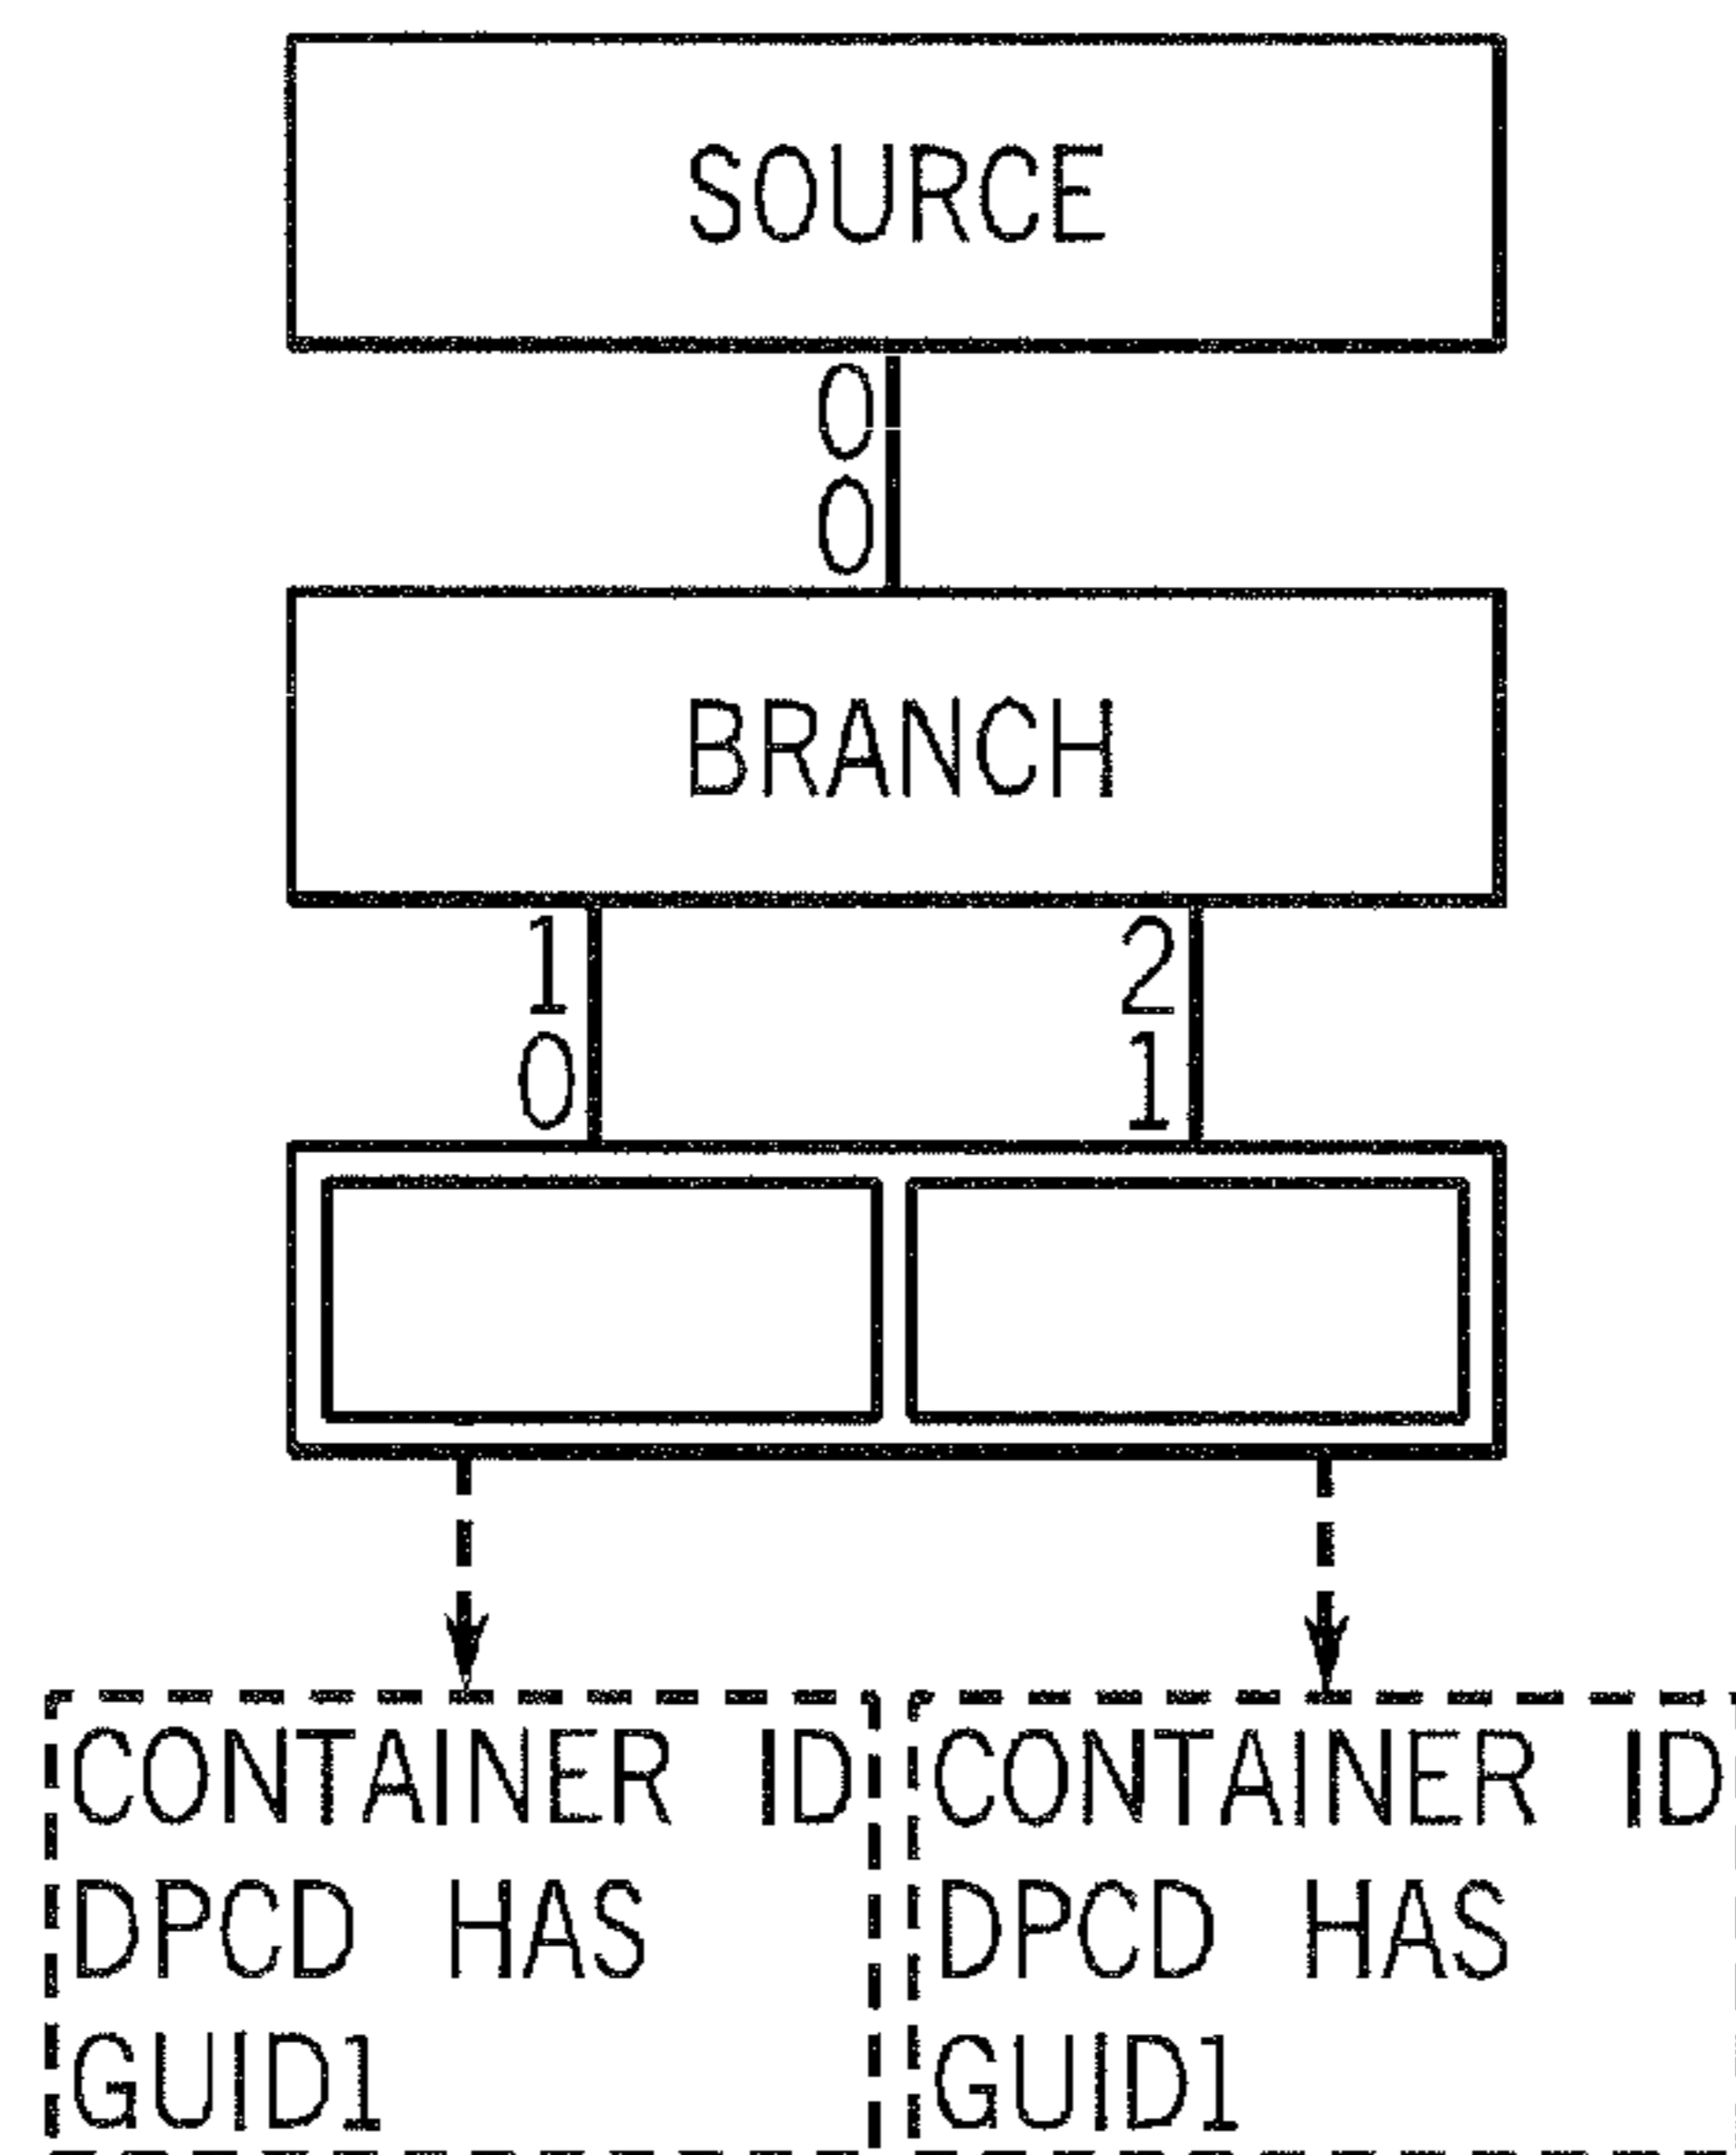 SOURCE
0
0
BRANCH
1
2
0
1
CONTAINER ID
DPCD HAS
GUID1
CONTAINER ID
DPCD HAS
GUID1